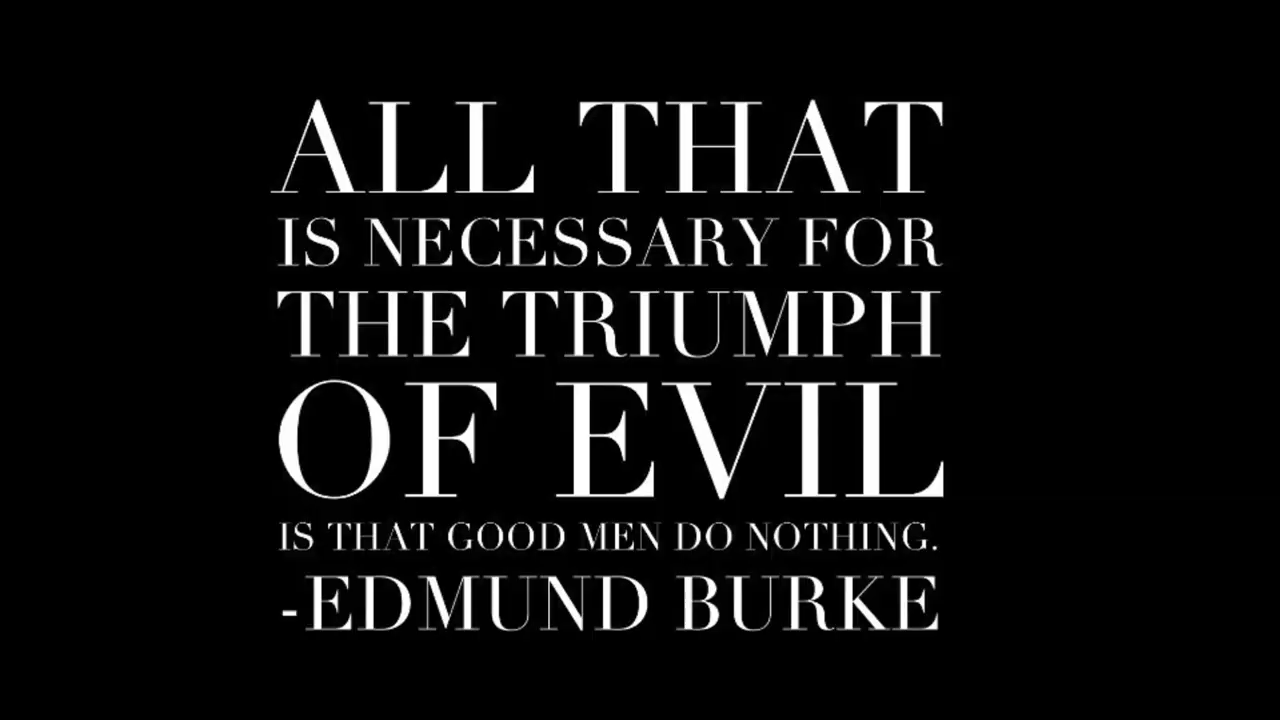 ALL THAT
IS NECESSARY FOR
THE TRIUMPH
OF EVIL
IS THAT GOOD MEN DO NOTHING.
-EDMUND BURKE